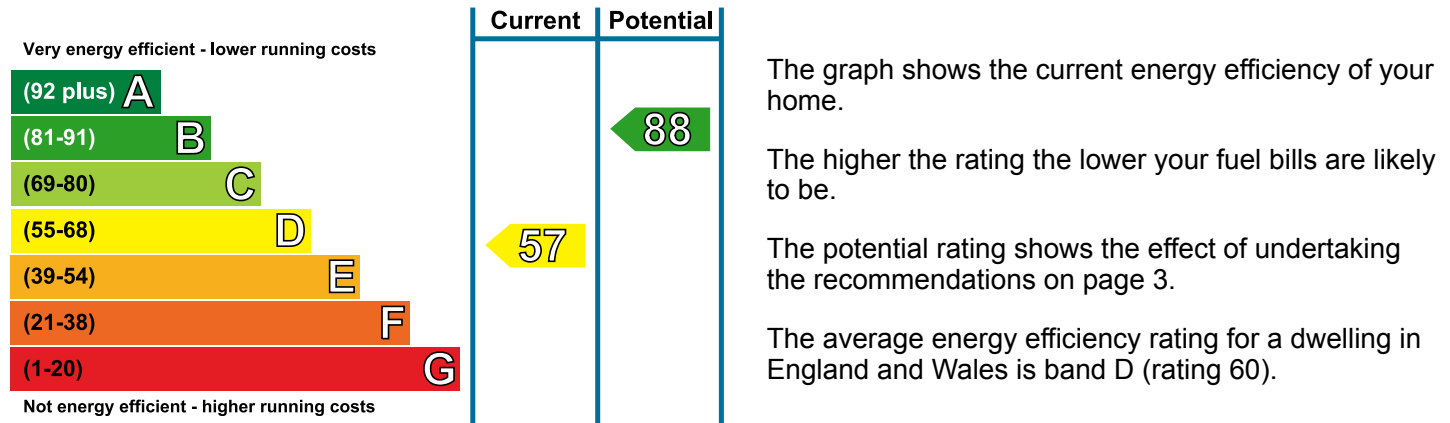 Current Potential
Very energy efficient - lower running costs
(92 plus) A
(81-91) B
88
(69-80) C
(55-68) D
57
(39-54) E
(21-38) F
(1-20) G
Not energy efficient - higher running costs
The graph shows the current energy efficiency of your
home.
The higher the rating the lower your fuel bills are likely
to be.
The potential rating shows the effect of undertaking
the recommendations on page 3.
The average energy efficiency rating for a dwelling in
England and Wales is band D (rating 60).